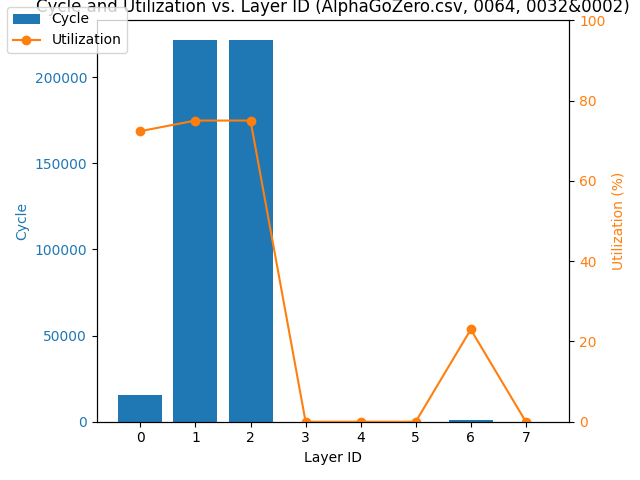 Cycle and Utilization vs. Layer ID (AlphaGoZero.csv, 0064, 0032&0002)
Cycle
Utilization
200000
150000
100000
50000
0
Cycle
100
80
60
40
20
0
Utilization (%)
0 1 2 3 4 5 6 7
Layer ID